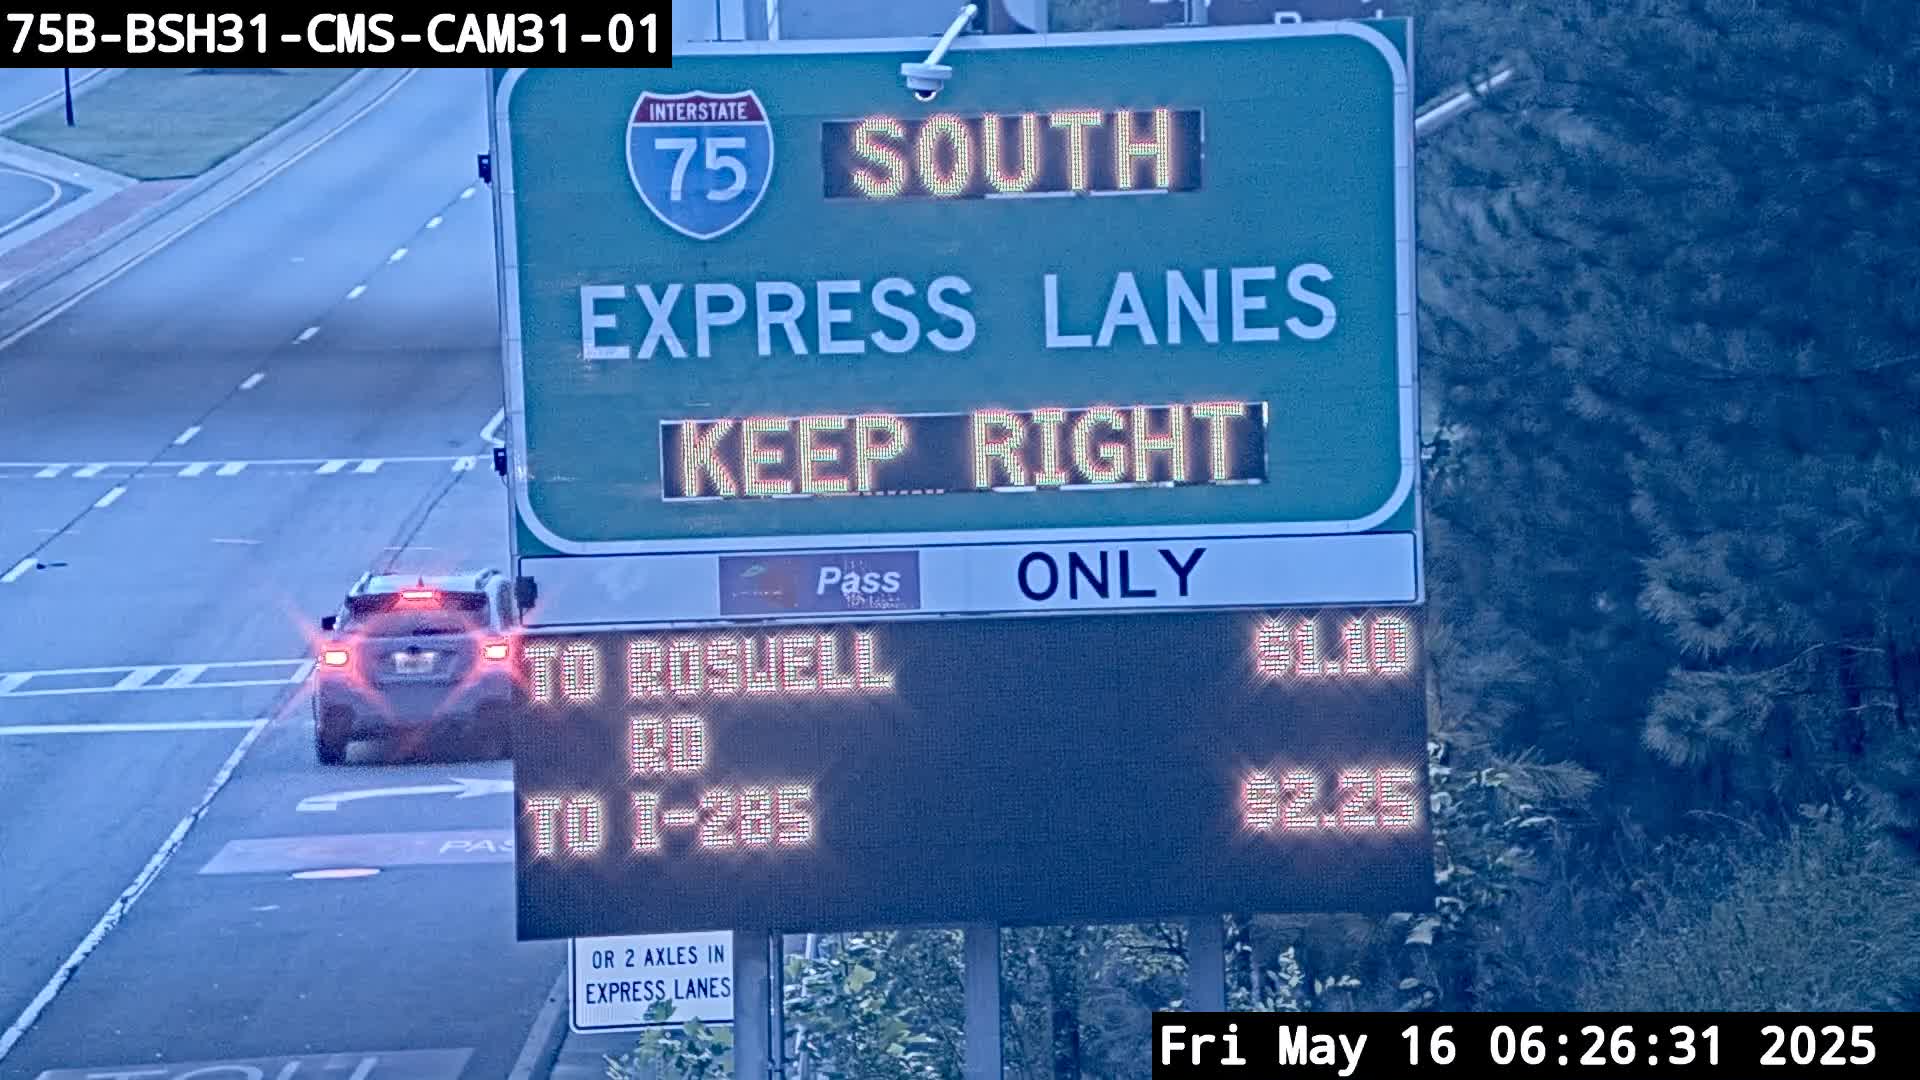 75B-BSH31-CMS-CAM31-01
INTERSTATE
75
SOUTH
EXPRESS LANES
KEEP RIGHT
Pass ONLY
TO ROSWELL $1.10
RD
TO I-285 $2.25
OR 2 AXLES IN
EXPRESS LANES
Fri May 16 06:26:31 2025